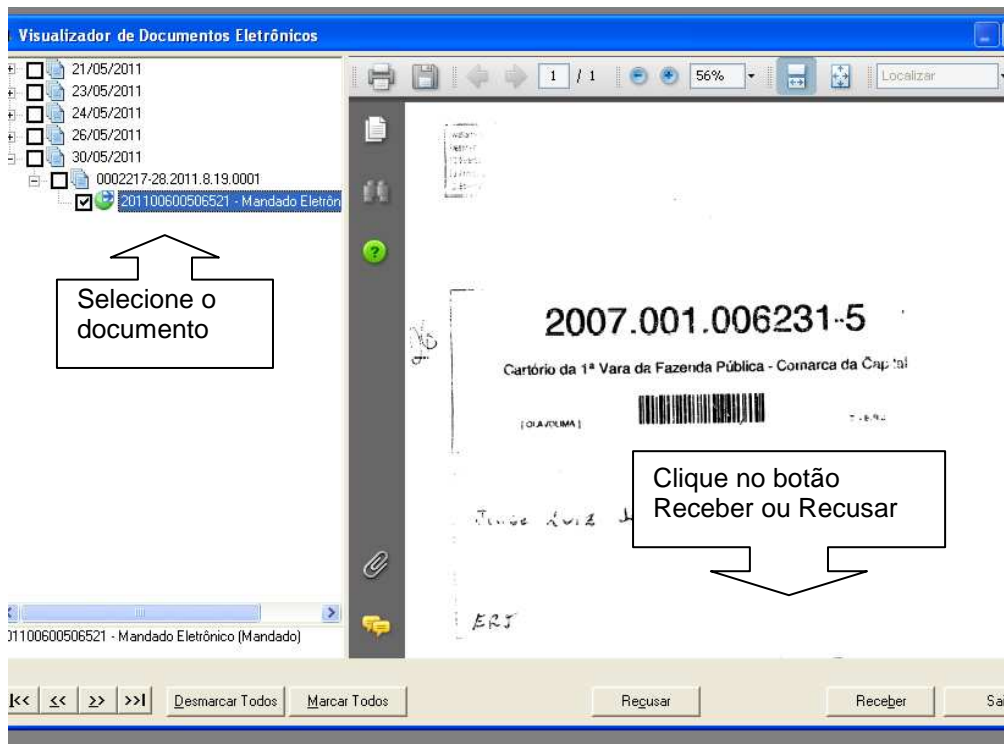 Visualizador de Documentos Eletrônicos
21/05/2011
23/05/2011
24/05/2011
26/05/2011
30/05/2011
0002217-28.2011.8.19.0001
201100600506521 - Mandado Eletrôn
Selecione o
documento
01100600506521 - Mandado Eletrônico (Mandado)
1 / 1
56%
Localizar
2007.001.006231-5
Cartório da 1ª Vara da Fazenda Pública - Comarca da Capital
Clique no botão
Receber ou Recusar
Luiz
ERJ
|<< << >> >>|
Desmarcar Todos
Marcar Todos
Recusar
Receber
Sai